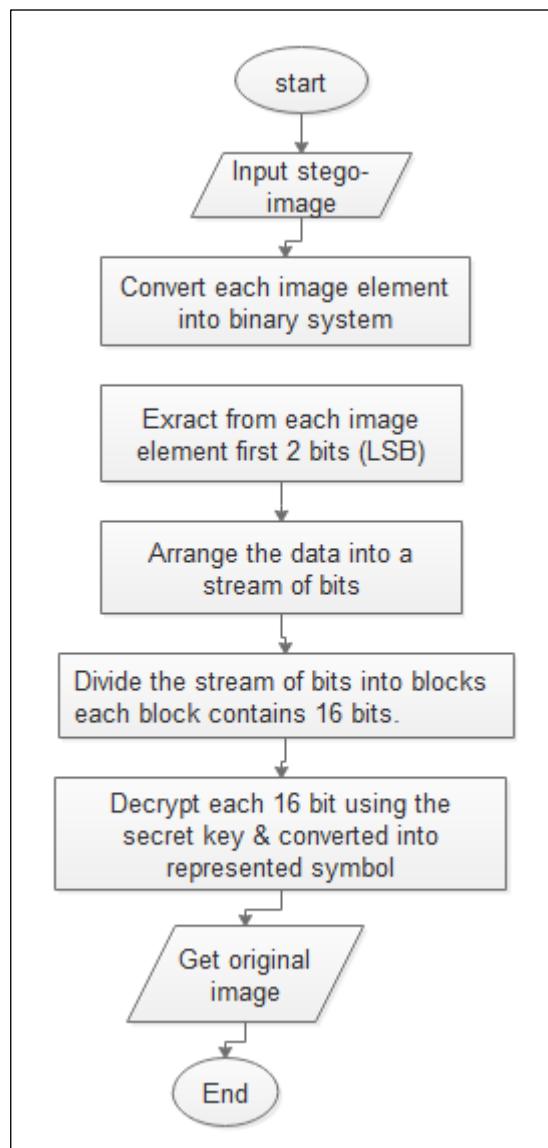 start
Input stego-
image
Convert each image element
into binary system
Exract from each image
element first 2 bits (LSB)
Arrange the data into a
stream of bits
Divide the stream of bits into blocks
each block contains 16 bits.
Decrypt each 16 bit using the
secret key & converted into
represented symbol
Get original
image
End